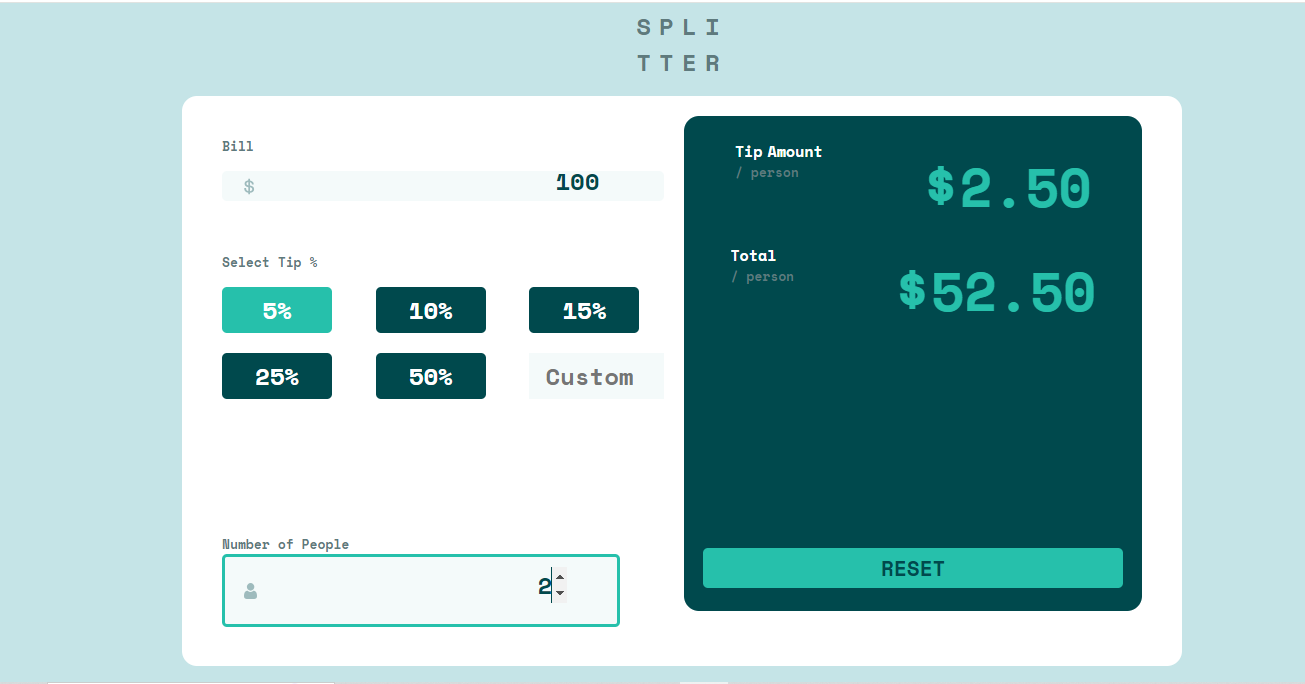 SPLI
TTER
Bill
$ 100
Select Tip %
5% 10% 15%
25% 50% Custom
Number of People
2
Tip Amount
/ person
$2.50
Total
/ person
$52.50
RESET